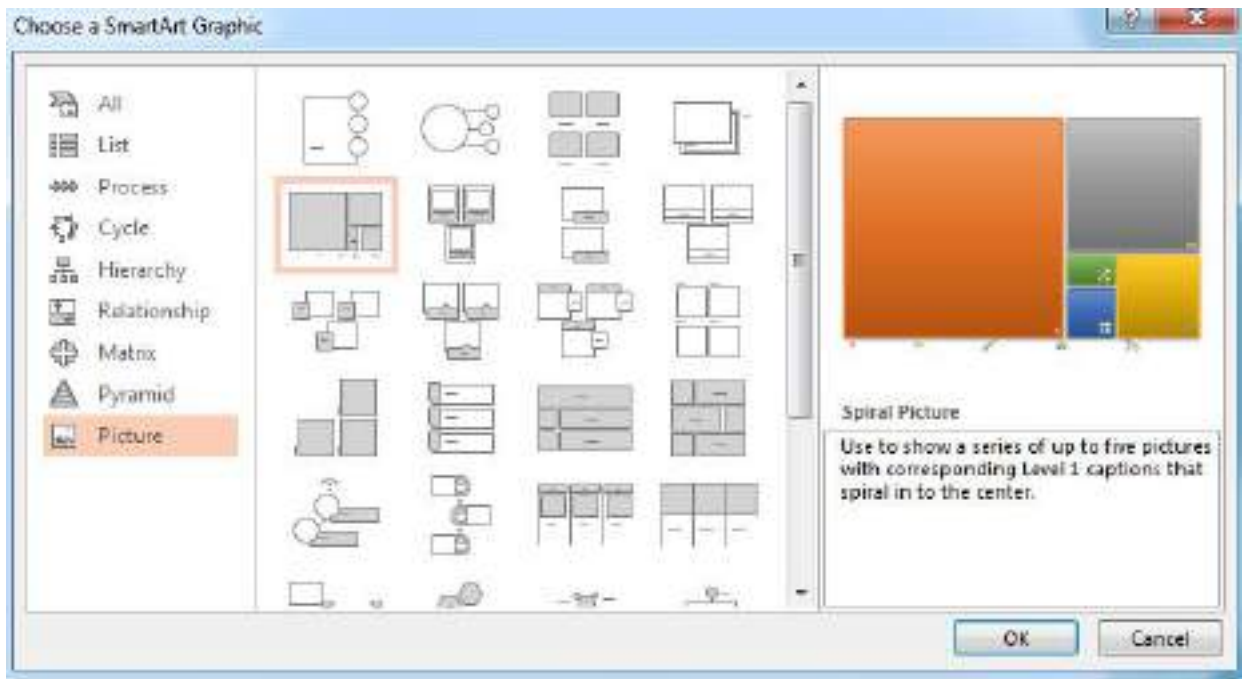 Choose a SmartArt Graphic
All
List
Process
Cycle
Hierarchy
Relationship
Matrix
Pyramid
Picture
Spiral Picture
Use to show a series of up to five pictures
with corresponding Level 1 captions that
spiral in to the center.
OK
Cancel